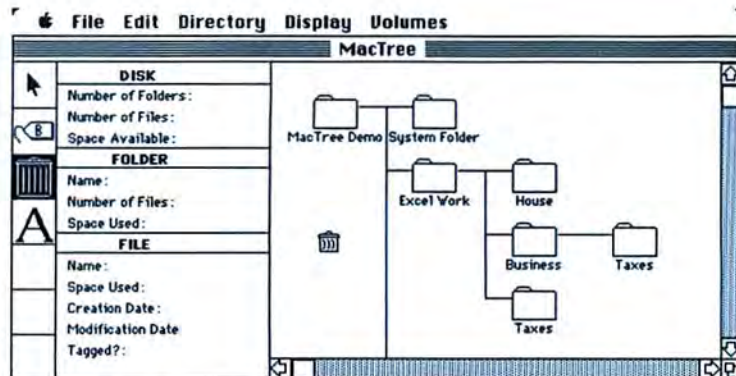 File Edit Directory Display Volumes
MacTree
DISK
Number of Folders:
Number of Files:
Space Available:
FOLDER
Name:
Number of Files:
Space Used:
FILE
Name:
Space Used:
Creation Date:
Modification Date
Tagged?:
B
A
MacTree Demo System Folder
Excel Work House
Business Taxes
Taxes